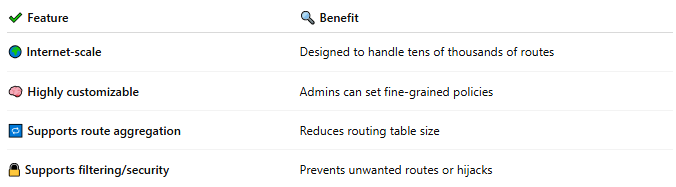 ✔ Feature 🔍 Benefit
🌍 Internet-scale Designed to handle tens of thousands of routes
🧠 Highly customizable Admins can set fine-grained policies
🔁 Supports route aggregation Reduces routing table size
🔒 Supports filtering/security Prevents unwanted routes or hijacks